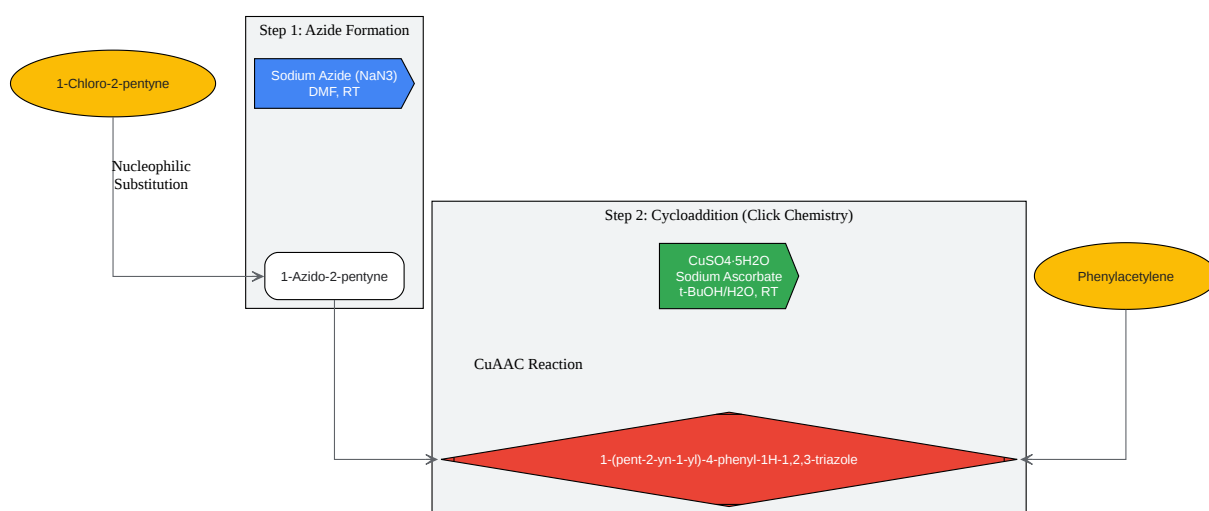 Step 1: Azide Formation
1-Chloro-2-pentyne
Sodium Azide (NaN3)
DMF, RT
Nucleophilic
Substitution
1-Azido-2-pentyne
Step 2: Cycloaddition (Click Chemistry)
CuSO4·5H2O
Sodium Ascorbate
t-BuOH/H2O, RT
Phenylacetylene
CuAAC Reaction
1-(pent-2-yn-1-yl)-4-phenyl-1H-1,2,3-triazole